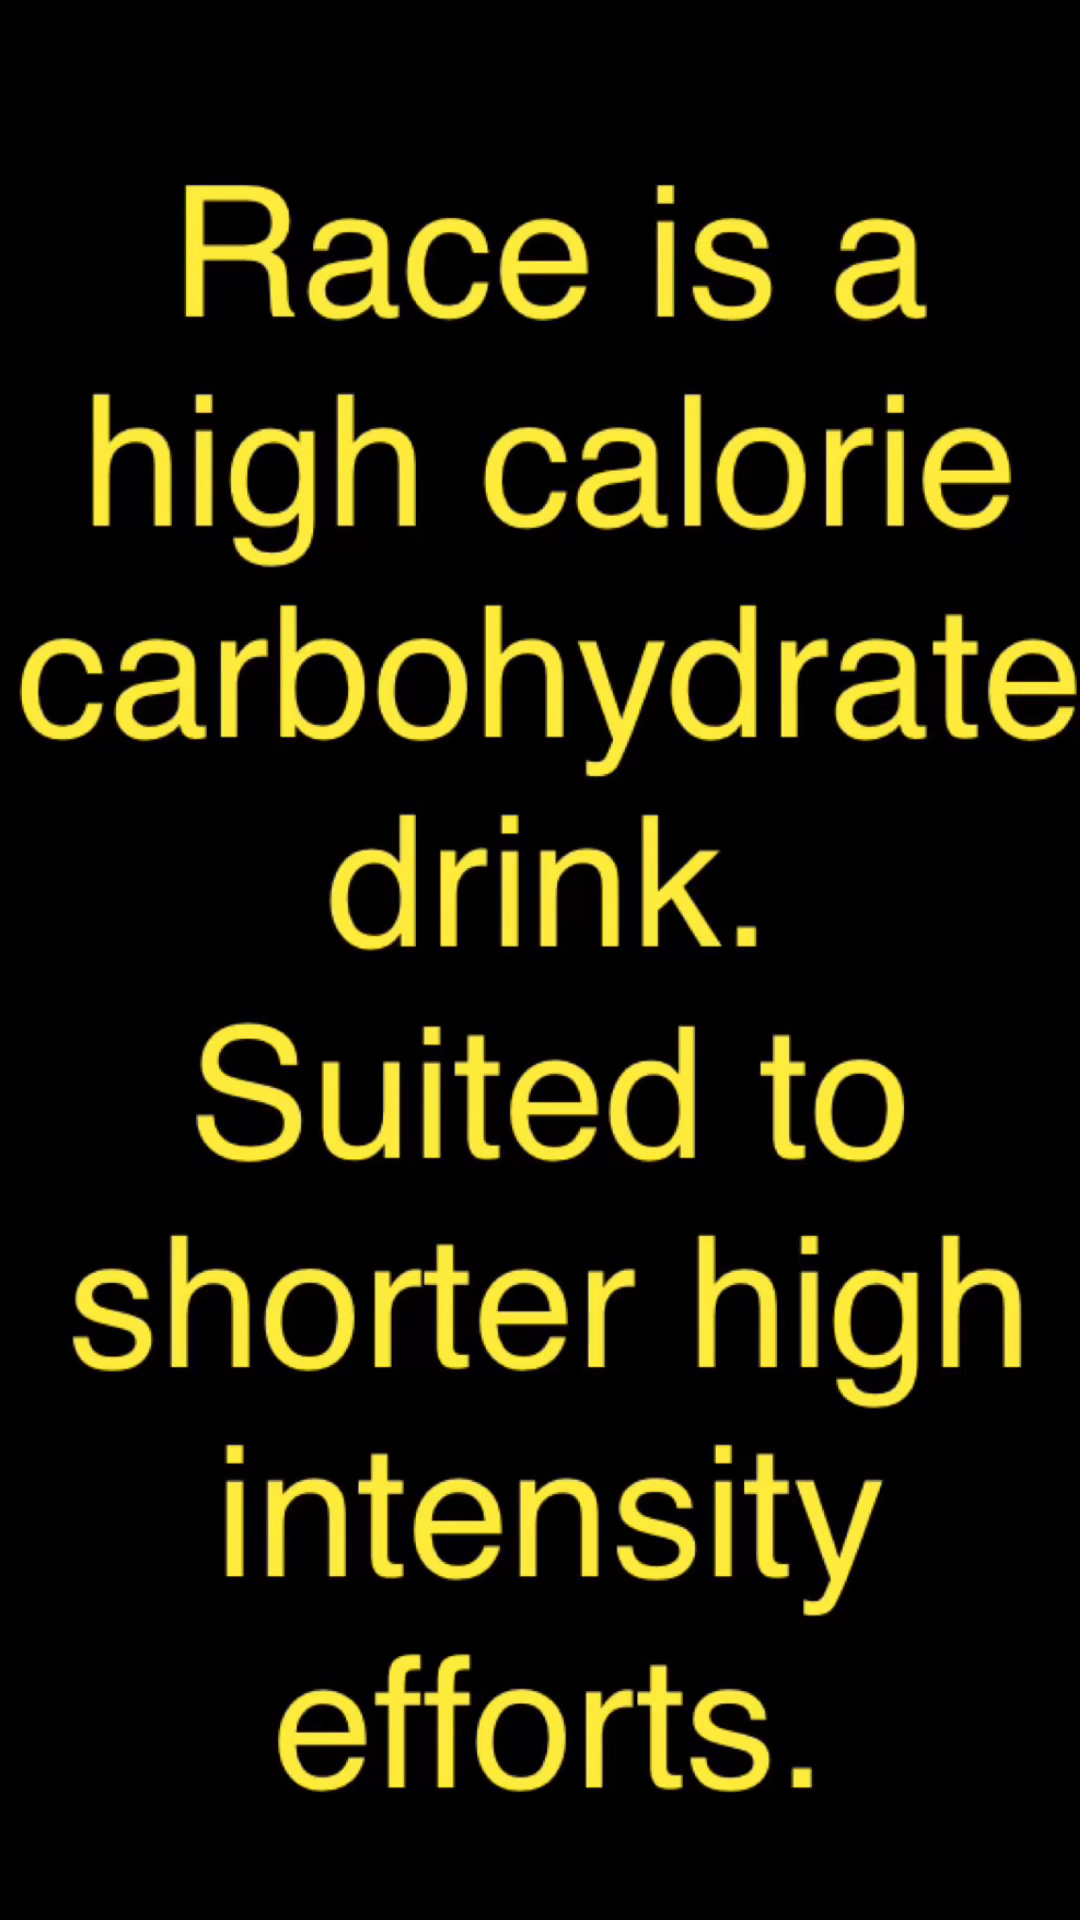 Race is a
high calorie
carbohydrate
drink.
Suited to
shorter high
intensity
efforts.